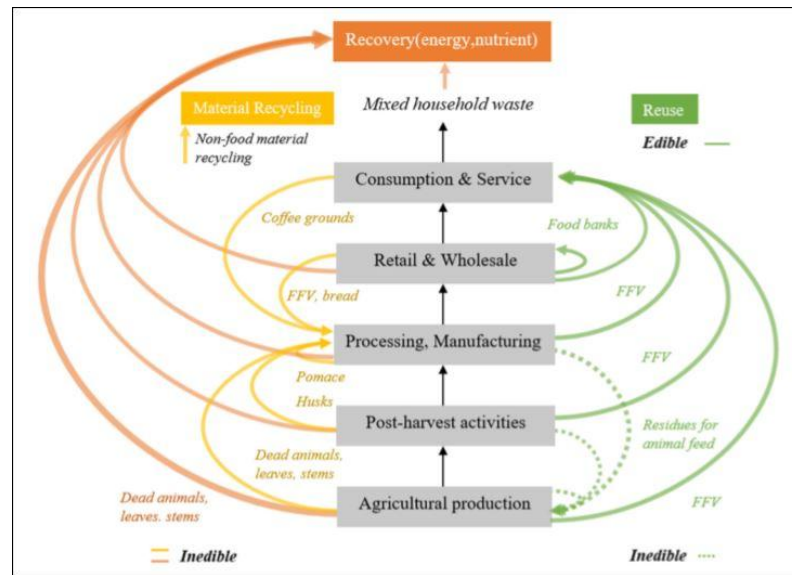 Recovery(energy,nutrient)
Material Recycling
Mixed household waste
Reuse
Non-food material
recycling
Edible
Consumption & Service
Coffee grounds
Food banks
Retail & Wholesale
FFV, bread
FFV
Processing, Manufacturing
Pomace
FFV
Husks
Post-harvest activities
Residues for
animal feed
Dead animals,
leaves, stems
Dead animals,
leaves. stems
Agricultural production
FFV
Inedible
Inedible